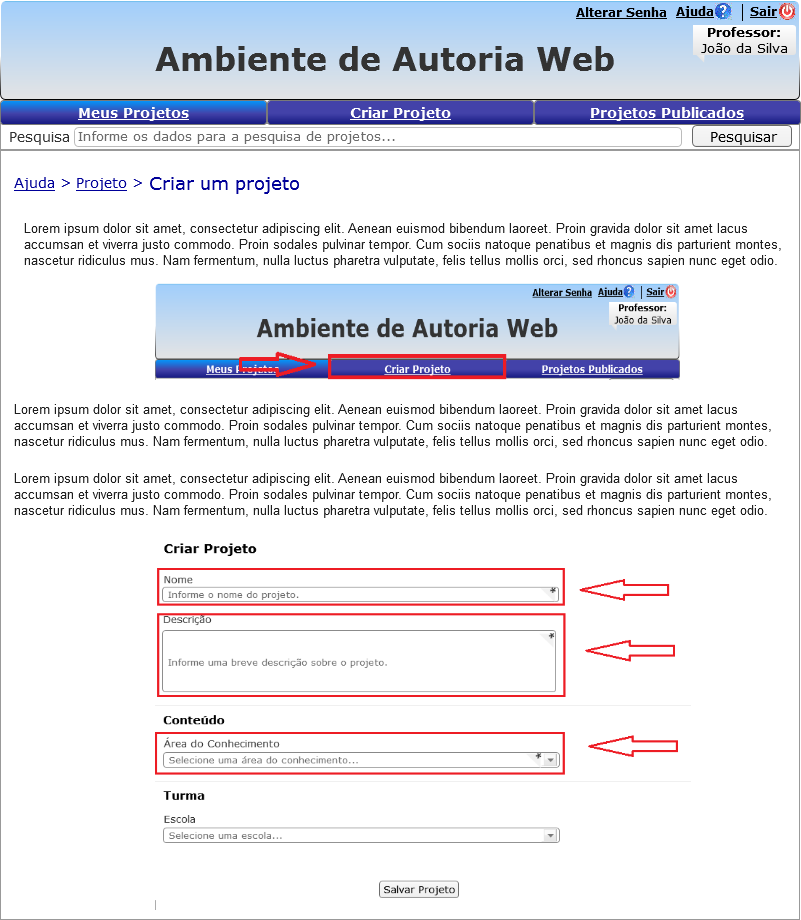 Alterar Senha Ajuda? | Sair
Professor:
João da Silva
Ambiente de Autoria Web
Meus Projetos Criar Projeto Projetos Publicados
Pesquisa Informe os dados para a pesquisa de projetos... Pesquisar
Ajuda > Projeto > Criar um projeto
Lorem ipsum dolor sit amet, consectetur adipiscing elit. Aenean euismod bibendum laoreet. Proin gravida dolor sit amet lacus
accumsan et viverra justo commodo. Proin sodales pulvinar tempor. Cum sociis natoque penatibus et magnis dis parturient montes,
nascetur ridiculus mus. Nam fermentum, nulla luctus pharetra vulputate, felis tellus mollis orci, sed rhoncus sapien nunc eget odio.
Alterar Senha Ajuda? | Sair
Professor:
João da Silva
Ambiente de Autoria Web
Meus Projetos Criar Projeto Projetos Publicados
Lorem ipsum dolor sit amet, consectetur adipiscing elit. Aenean euismod bibendum laoreet. Proin gravida dolor sit amet lacus
accumsan et viverra justo commodo. Proin sodales pulvinar tempor. Cum sociis natoque penatibus et magnis dis parturient montes,
nascetur ridiculus mus. Nam fermentum, nulla luctus pharetra vulputate, felis tellus mollis orci, sed rhoncus sapien nunc eget odio.
Lorem ipsum dolor sit amet, consectetur adipiscing elit. Aenean euismod bibendum laoreet. Proin gravida dolor sit amet lacus
accumsan et viverra justo commodo. Proin sodales pulvinar tempor. Cum sociis natoque penatibus et magnis dis parturient montes,
nascetur ridiculus mus. Nam fermentum, nulla luctus pharetra vulputate, felis tellus mollis orci, sed rhoncus sapien nunc eget odio.
Criar Projeto
Nome
Informe o nome do projeto. *
Descrição
*
Informe uma breve descrição sobre o projeto.
Conteúdo
Área do Conhecimento
Selecione uma área do conhecimento... *
Turma
Escola
Selecione uma escola...
Salvar Projeto